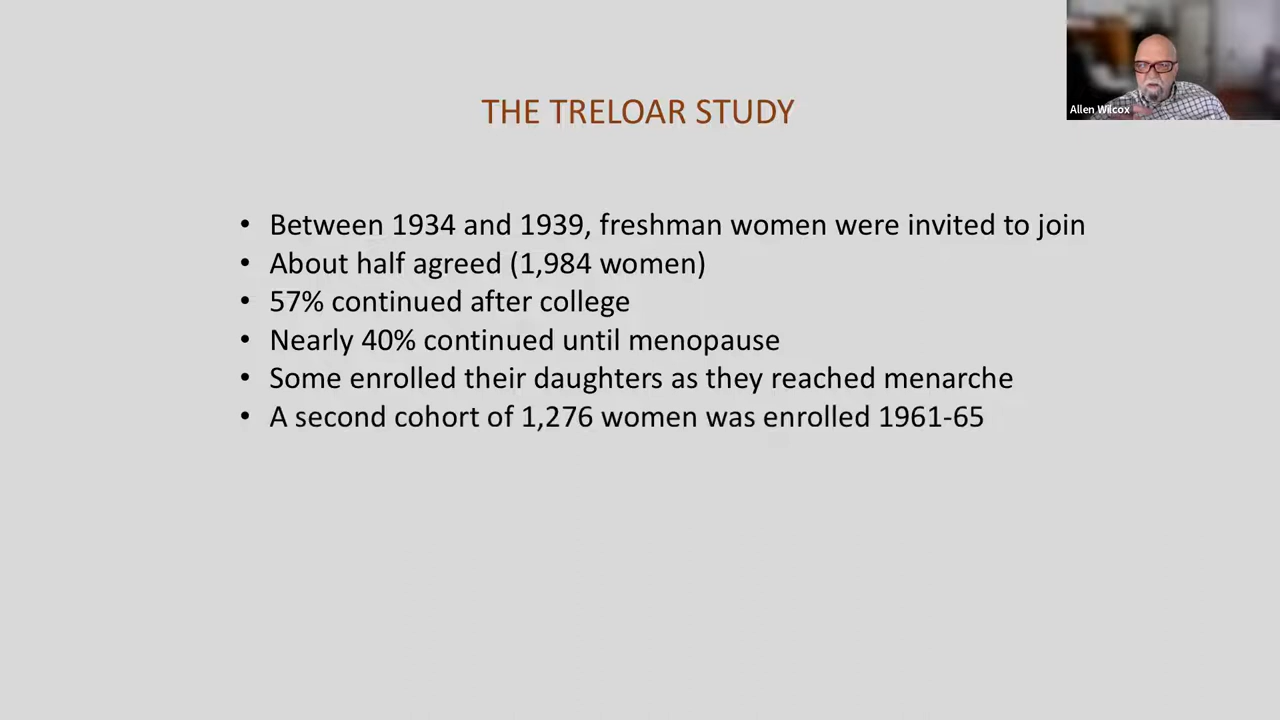 Allen Wilcox
THE TRELOAR STUDY
• Between 1934 and 1939, freshman women were invited to join
• About half agreed (1,984 women)
• 57% continued after college
• Nearly 40% continued until menopause
• Some enrolled their daughters as they reached menarche
• A second cohort of 1,276 women was enrolled 1961-65